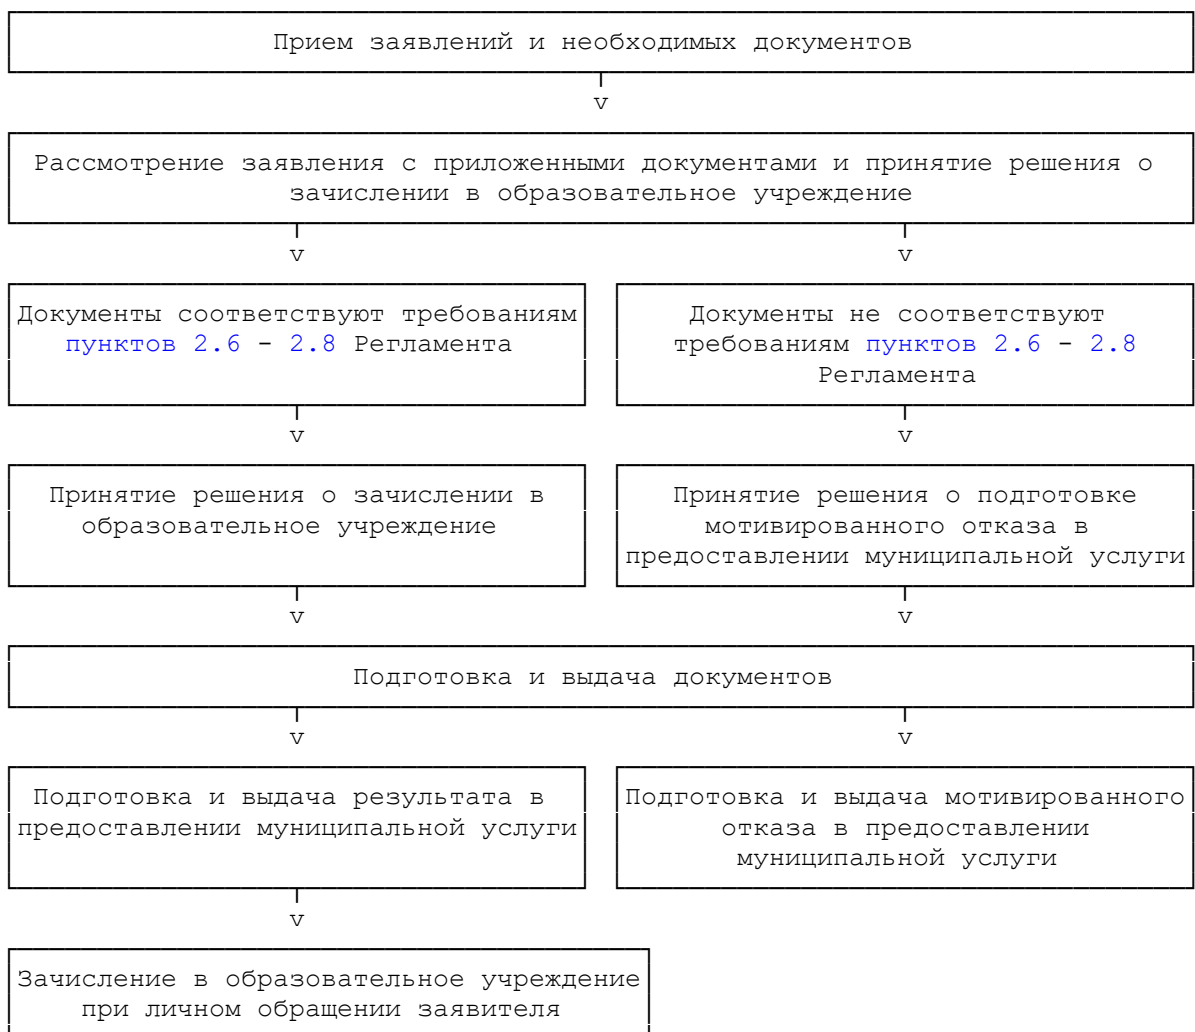 Прием заявлений и необходимых документов
v
Рассмотрение заявления с приложенными документами и принятие решения о
зачислении в образовательное учреждение
v
v
Документы соответствуют требованиям
пунктов 2.6 - 2.8 Регламента
Документы не соответствуют
требованиям пунктов 2.6 - 2.8
Регламента
v
v
Принятие решения о зачислении в
образовательное учреждение
Принятие решения о подготовке
мотивированного отказа в
предоставлении муниципальной услуги
v
v
Подготовка и выдача документов
v
v
Подготовка и выдача результата в
предоставлении муниципальной услуги
Подготовка и выдача мотивированного
отказа в предоставлении
муниципальной услуги
v
Зачисление в образовательное учреждение
при личном обращении заявителя